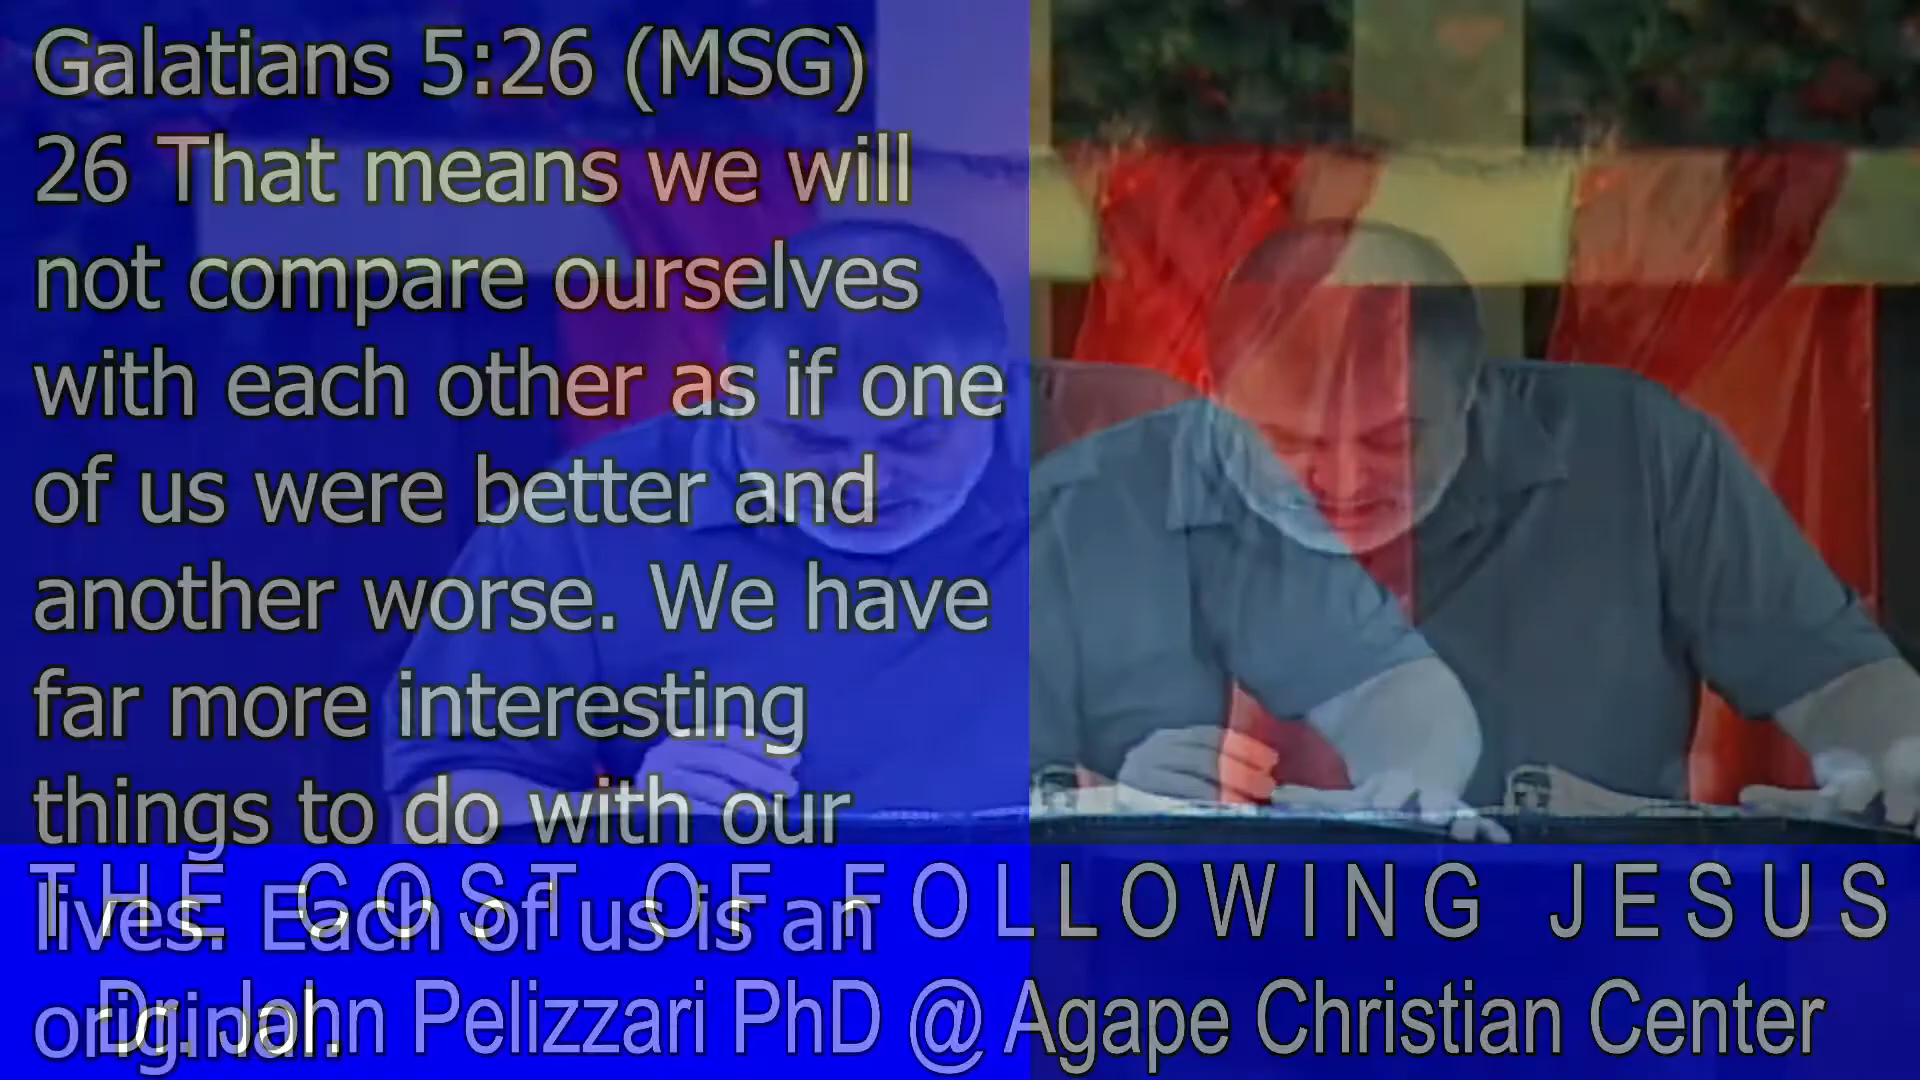 Galatians 5:26 (MSG)
26 That means we will
not compare ourselves
with each other as if one
of us were better and
another worse. We have
far more interesting
things to do with our
lives. Each of us is an
original.
THE COST OF FOLLOWING JESUS
Dr. John Pelizzari PhD @ Agape Christian Center